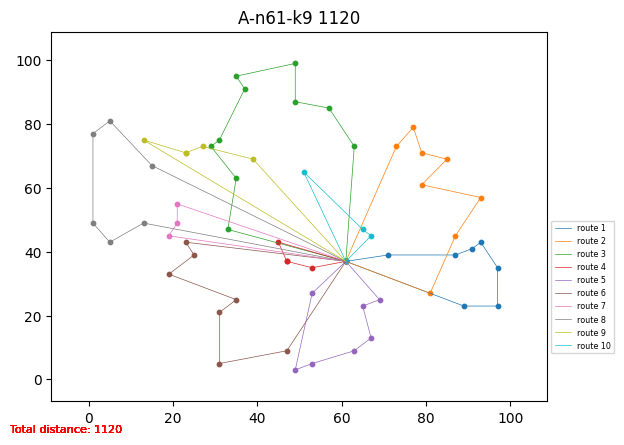 A-n61-k9 1120
100
80
60
40
20
0
0 20 40 60 80 100
route 1
route 2
route 3
route 4
route 5
route 6
route 7
route 8
route 9
route 10
Total distance: 1120